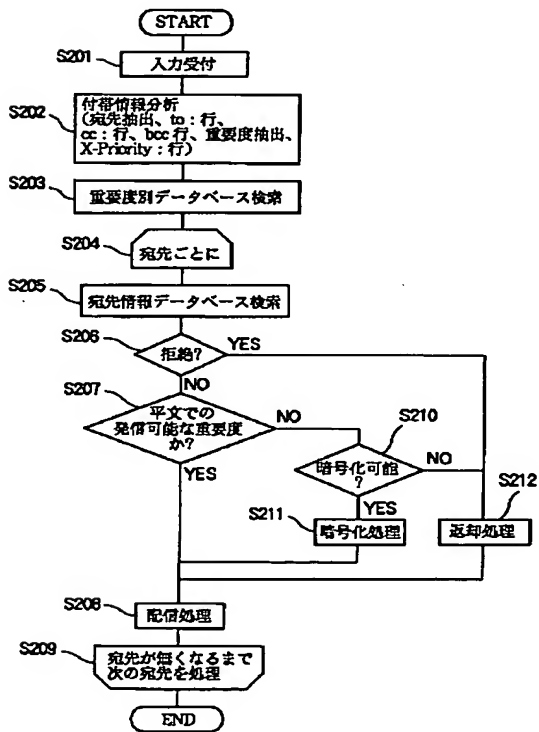 START
S201
入力受付
S202
付帯情報分析
(宛先抽出、to:行、
cc:行、bcc行、重要度抽出、
X-Priority:行)
S203
重要度別データベース検索
S204
宛先ごとに
S205
宛先情報データベース検索
S206
拒絶?
YES
NO
S207
平文での
発信可能な重要度
か?
NO
YES
S210
暗号化可能
?
NO
YES
S211
暗号化処理
S212
返却処理
S208
配信処理
S209
宛先が無くなるまで
次の宛先を処理
END